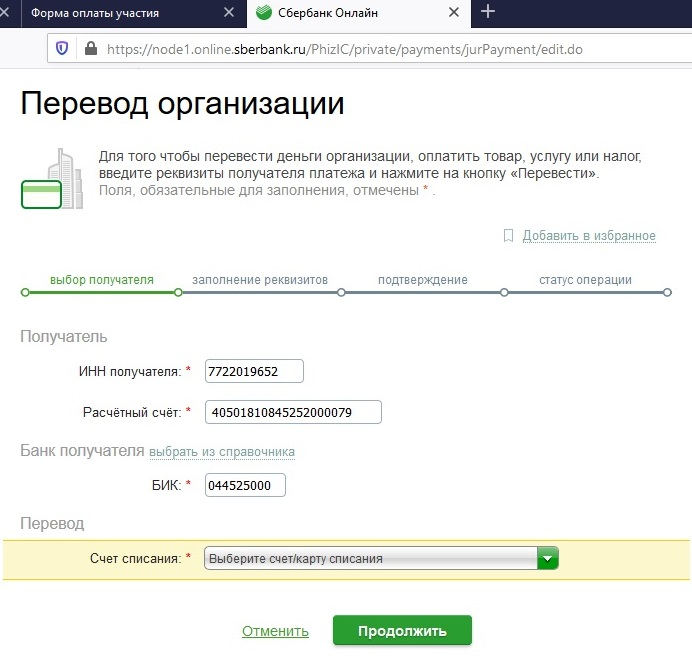 Форма оплаты участия
Сбербанк Онлайн
https://node1.online.sberbank.ru/PhizIC/private/payments/jurPayment/edit.do
Перевод организации
Для того чтобы перевести деньги организации, оплатить товар, услугу или налог,
введите реквизиты получателя платежа и нажмите на кнопку «Перевести».
Поля, обязательные для заполнения, отмечены * .
Добавить в избранное
выбор получателя заполнение реквизитов подтверждение статус операции
Получатель
ИНН получателя: * 7722019652
Расчётный счёт: * 40501810845252000079
Банк получателя выбрать из справочника
БИК: * 044525000
Перевод
Счет списания: * Выберите счет/карту списания
Отменить Продолжить